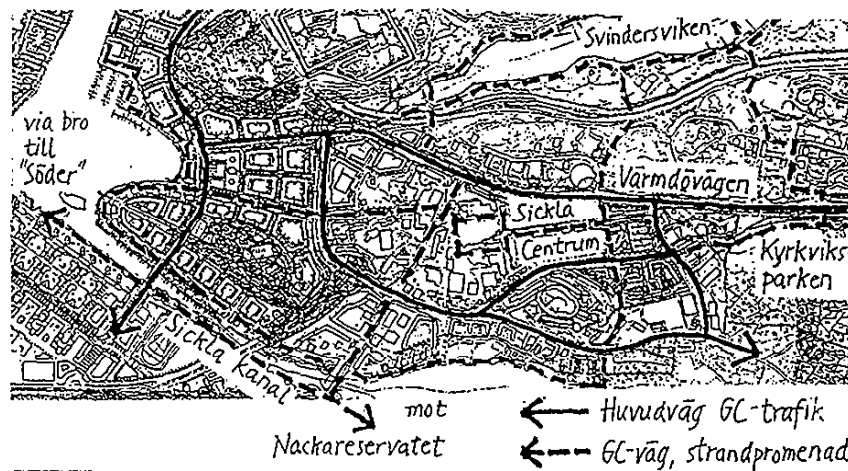 Svindersviken
via bro
till
"Söder"
Värmdövägen
Sickla
Centrum
Kyrkviks-
parken
Sickla kanal
mot
Nackareservatet
Huvudväg GC-trafik
GC-väg, strandpromenad